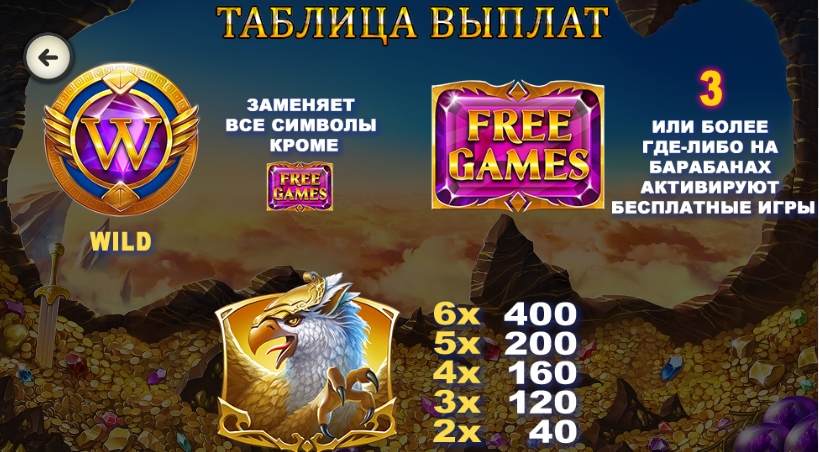 ТАБЛИЦА ВЫПЛАТ
W
WILD
ЗАМЕНЯЕТ
ВСЕ СИМВОЛЫ
КРОМЕ
FREE
GAMES
FREE
GAMES
3
ИЛИ БОЛЕЕ
ГДЕ-ЛИБО НА
БАРАБАНАХ
АКТИВИРУЮТ
БЕСПЛАТНЫЕ ИГРЫ
6x 400
5x 200
4x 160
3x 120
2x 40